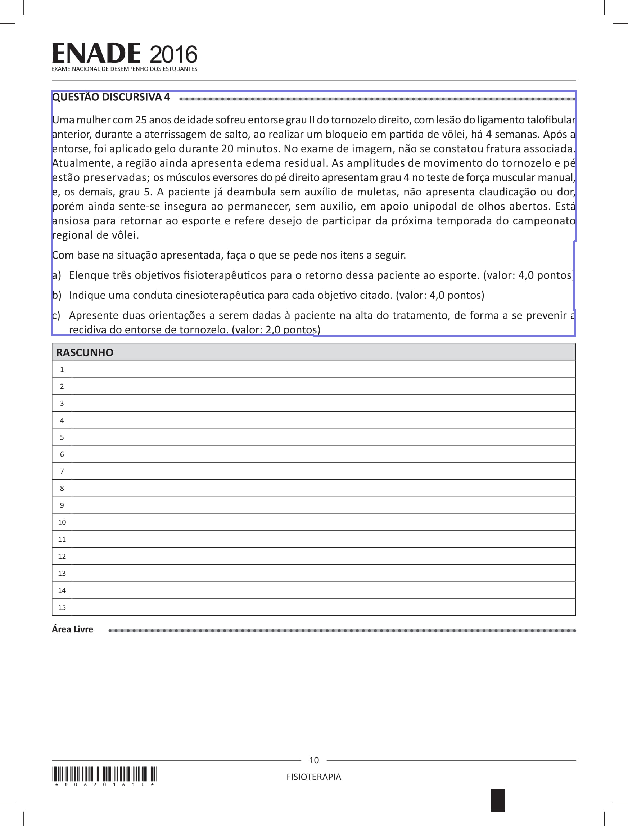 ENADE 2016
EXAME NACIONAL DE DESEMPENHO DOS ESTUDANTES
QUESTÃO DISCURSIVA 4
Uma mulher com 25 anos de idade sofreu entorse grau II do tornozelo direito, com lesão do ligamento talofibular
anterior, durante a aterrissagem de salto, ao realizar um bloqueio em partida de vôlei, há 4 semanas. Após a
entorse, foi aplicado gelo durante 20 minutos. No exame de imagem, não se constatou fratura associada.
Atualmente, a região ainda apresenta edema residual. As amplitudes de movimento do tornozelo e pé
estão preservadas; os músculos eversores do pé direito apresentam grau 4 no teste de força muscular manual,
e, os demais, grau 5. A paciente já deambula sem auxílio de muletas, não apresenta claudicação ou dor,
porém ainda sente-se insegura ao permanecer, sem auxílio, em apoio unipodal de olhos abertos. Está
ansiosa para retornar ao esporte e refere desejo de participar da próxima temporada do campeonato
regional de vôlei.
Com base na situação apresentada, faça o que se pede nos itens a seguir.
a) Elenque três objetivos fisioterapêuticos para o retorno dessa paciente ao esporte. (valor: 4,0 pontos)
b) Indique uma conduta cinesioterapêutica para cada objetivo citado. (valor: 4,0 pontos)
c) Apresente duas orientações a serem dadas à paciente na alta do tratamento, de forma a se prevenir a
recidiva do entorse de tornozelo. (valor: 2,0 pontos)
RASCUNHO
1
2
3
4
5
6
7
8
9
10
11
12
13
14
15
Área Livre
10
FISIOTERAPIA